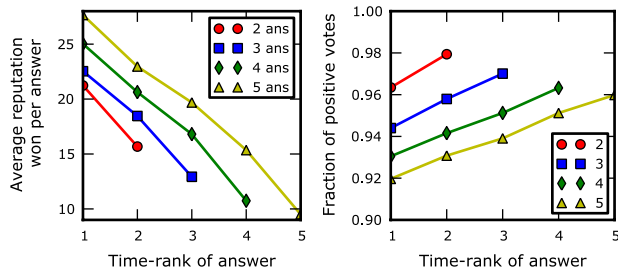 Average reputation
won per answer
25
20
15
10
2 ans
3 ans
4 ans
5 ans
1 2 3 4 5
Time-rank of answer
Fraction of positive votes
1.00
0.98
0.96
0.94
0.92
0.90
2
3
4
5
1 2 3 4 5
Time-rank of answer